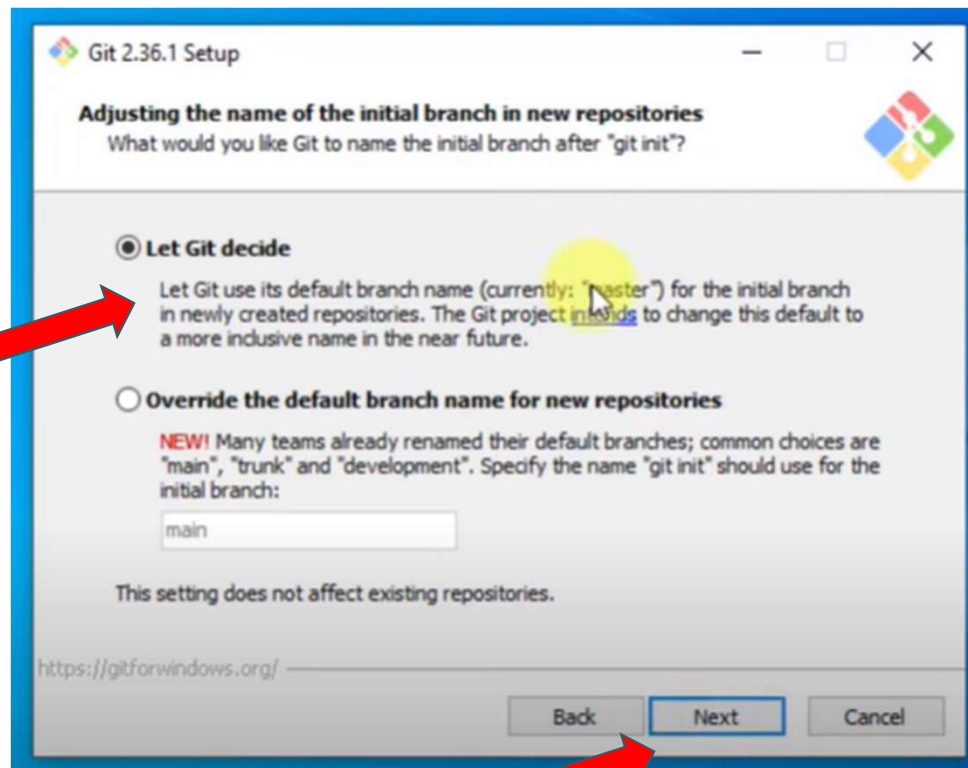 Git 2.36.1 Setup
Adjusting the name of the initial branch in new repositories
What would you like Git to name the initial branch after "git init"?
Let Git decide
Let Git use its default branch name (currently: "master") for the initial branch
in newly created repositories. The Git project intends to change this default to
a more inclusive name in the near future.
Override the default branch name for new repositories
NEW! Many teams already renamed their default branches; common choices are
"main", "trunk" and "development". Specify the name "git init" should use for the
initial branch:
main
This setting does not affect existing repositories.
https://gitforwindows.org/
Back Next Cancel